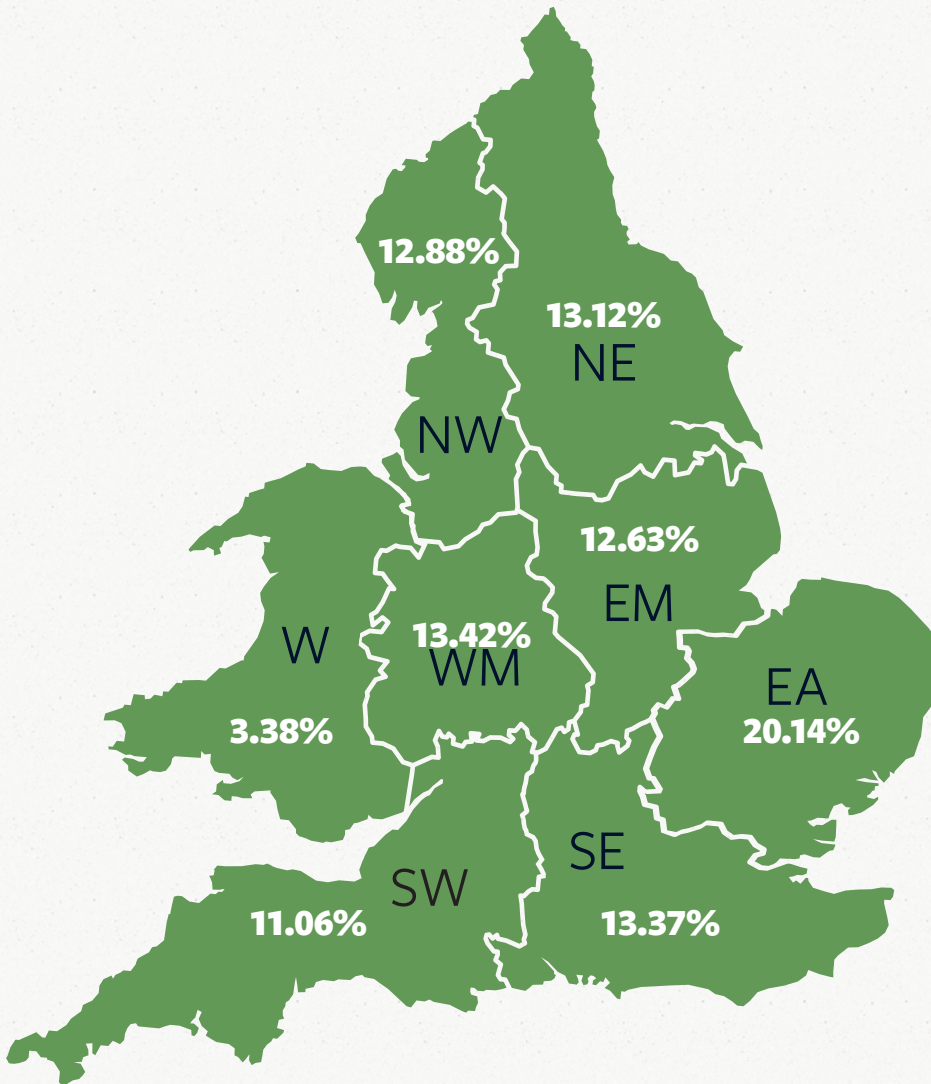 12.88%
13.12%
NE
NW
12.63%
EM
W
13.42%
WM
EA
3.38%
20.14%
SE
SW
11.06%
13.37%